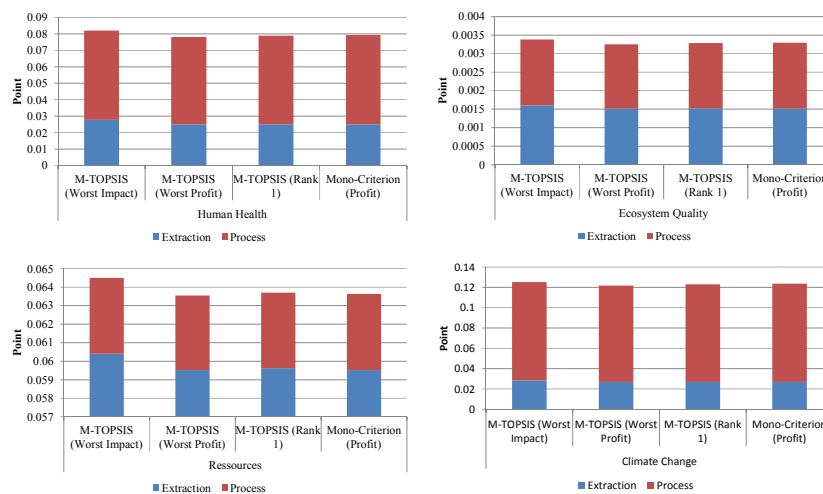 0.09
0.08
0.07
0.06
0.05
0.04
0.03
0.02
0.01
0
Point
M-TOPSIS
(Worst Impact)
M-TOPSIS
(Worst Profit)
M-TOPSIS (Rank
1)
Mono-Criterion
(Profit)
Human Health
Extraction
Process
0.004
0.0035
0.003
0.0025
0.002
0.0015
0.001
0.0005
0
Point
M-TOPSIS
(Worst Impact)
M-TOPSIS
(Worst Profit)
M-TOPSIS
(Rank 1)
Mono-Criterion
(Profit)
Ecosystem Quality
Extraction
Process
0.065
0.064
0.063
0.062
0.061
0.06
0.059
0.058
0.057
Point
M-TOPSIS
(Worst Impact)
M-TOPSIS
(Worst Profit)
M-TOPSIS (Rank
1)
Mono-Criterion
(Profit)
Ressources
Extraction
Process
0.14
0.12
0.1
0.08
0.06
0.04
0.02
0
Point
M-TOPSIS (Worst
Impact)
M-TOPSIS (Worst
Profit)
M-TOPSIS (Rank
1)
Mono-Criterion
(Profit)
Climate Change
Extraction
Process